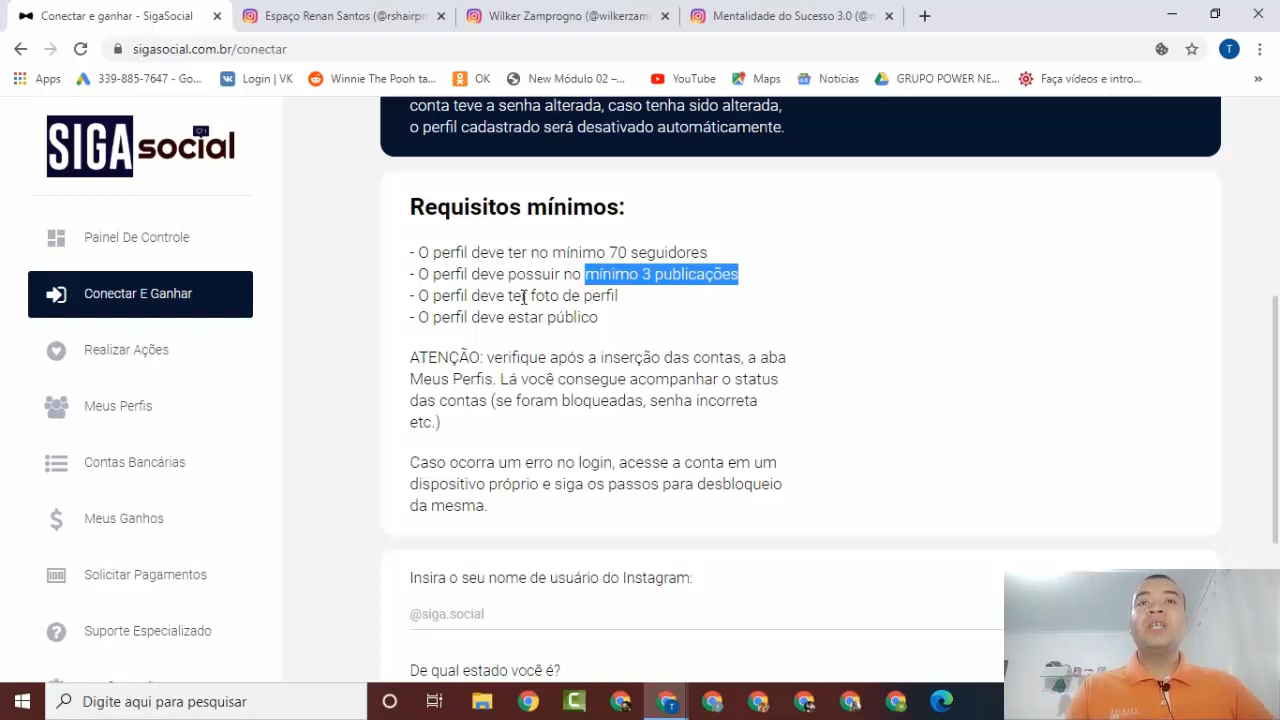 Conectar e ganhar - SigaSocial
Espaço Renan Santos (@rshairpr
Wilker Zamprogno (@wilkerzam
Mentalidade do Sucesso 3.0 (@m
sigasocial.com.br/conectar
T
Apps
339-885-7647 - Go...
Login | VK
Winnie The Pooh ta...
OK
New Módulo 02 –...
YouTube
Maps
Notícias
GRUPO POWER NE...
Faça vídeos e intro...
»
conta teve a senha alterada, caso tenha sido alterada,
o perfil cadastrado será desativado automáticamente.
SIGA social
Painel De Controle
Conectar E Ganhar
Realizar Ações
Meus Perfis
Contas Bancárias
Meus Ganhos
Solicitar Pagamentos
Suporte Especializado
Requisitos mínimos:
- O perfil deve ter no mínimo 70 seguidores
- O perfil deve possuir no mínimo 3 publicações
- O perfil deve ter foto de perfil
- O perfil deve estar público
ATENÇÃO: verifique após a inserção das contas, a aba
Meus Perfis. Lá você consegue acompanhar o status
das contas (se foram bloqueadas, senha incorreta
etc.)
Caso ocorra um erro no login, acesse a conta em um
dispositivo próprio e siga os passos para desbloqueio
da mesma.
Insira o seu nome de usuário do Instagram:
@siga.social
De qual estado você é?
Digite aqui para pesquisar